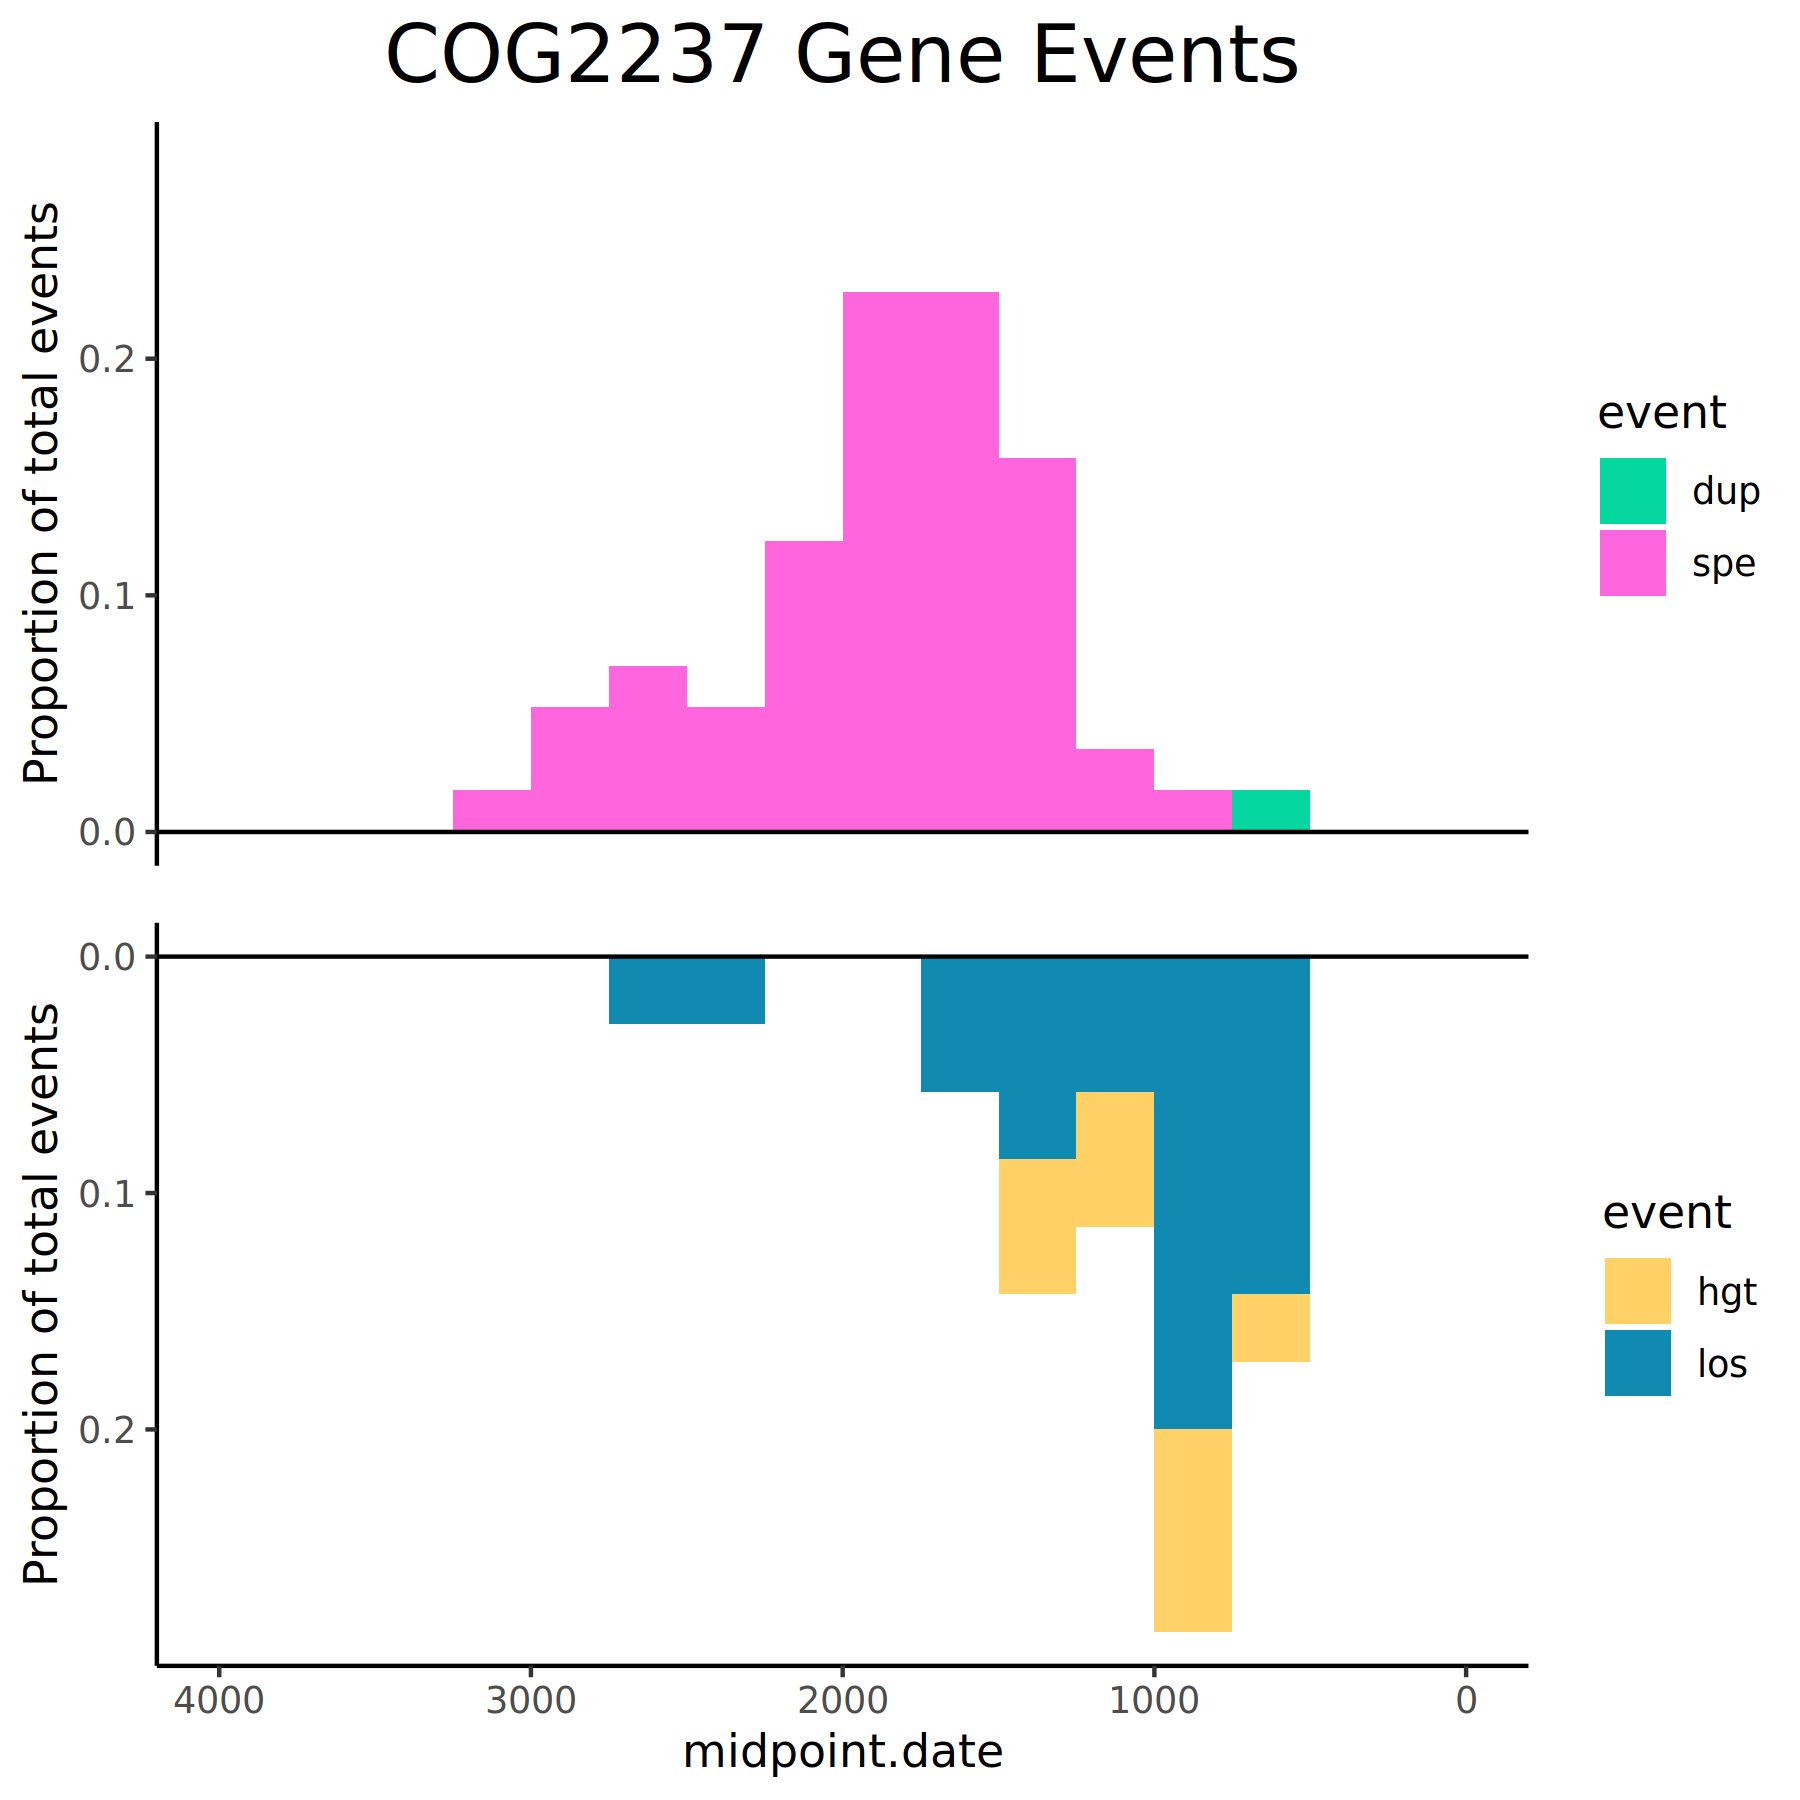 COG2237 Gene Events
Proportion of total events
0.2
0.1
0.0
event
dup
spe
Proportion of total events
0.0
0.1
0.2
event
hgt
los
4000 3000 2000 1000 0
midpoint.date